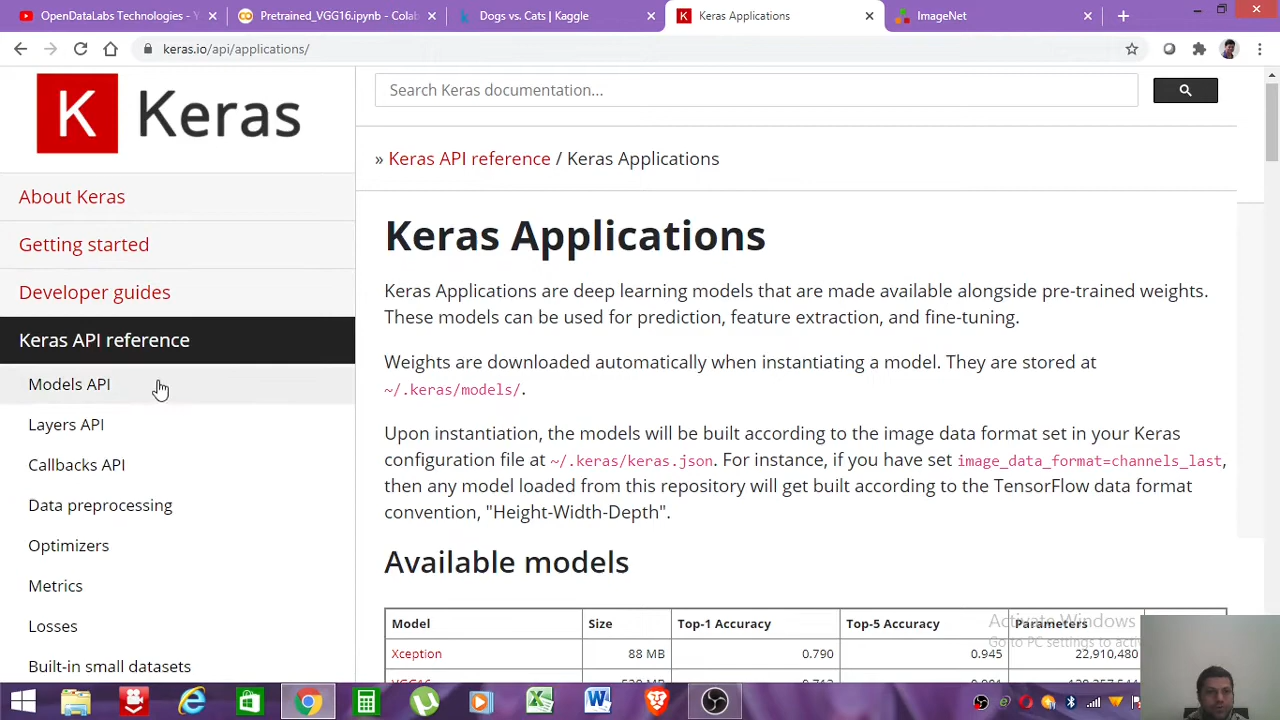 OpenDataLabs Technologies - Y
Pretrained_VGG16.ipynb - Colab
Dogs vs. Cats | Kaggle
Keras Applications
ImageNet
keras.io/api/applications/
K Keras
Search Keras documentation...
» Keras API reference / Keras Applications
About Keras
Getting started
Developer guides
Keras API reference
Models API
Layers API
Callbacks API
Data preprocessing
Optimizers
Metrics
Losses
Built-in small datasets
Keras Applications
Keras Applications are deep learning models that are made available alongside pre-trained weights.
These models can be used for prediction, feature extraction, and fine-tuning.
Weights are downloaded automatically when instantiating a model. They are stored at
~/.keras/models/.
Upon instantiation, the models will be built according to the image data format set in your Keras
configuration file at ~/.keras/keras.json. For instance, if you have set image_data_format=channels_last,
then any model loaded from this repository will get built according to the TensorFlow data format
convention, "Height-Width-Depth".
Available models
Model Size Top-1 Accuracy Top-5 Accuracy Parameters
Xception 88 MB 0.790 0.945 22,910,480
VGG16
Activate Windows
Go to PC settings to activ